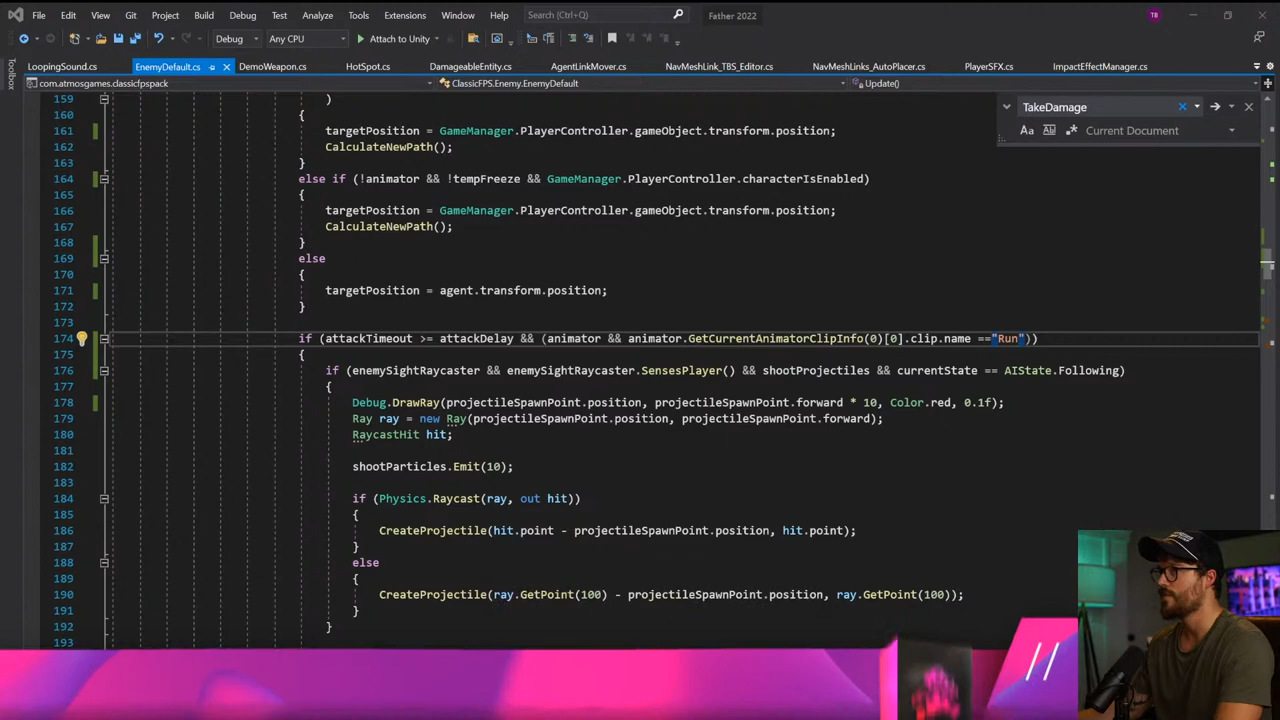 File Edit View Git Project Build Debug Test Analyze Tools Extensions Window Help Search (Ctrl+Q) Father 2022 TB
Debug Any CPU Attach to Unity
LoopingSound.cs EnemyDefault.cs DemoWeapon.cs HotSpot.cs DamageableEntity.cs AgentLinkMover.cs NavMeshLink_TBS_Editor.cs NavMeshLinks_AutoPlacer.cs PlayerSFX.cs ImpactEffectManager.cs
Toolbox
com.atmosgames.classicfpspack ClassicFPS.Enemy.EnemyDefault Update()
TakeDamage
Aa Current Document
159 )
160 {
161 targetPosition = GameManager.PlayerController.gameObject.transform.position;
162 CalculateNewPath();
163 }
164 else if (!animator && !tempFreeze && GameManager.PlayerController.characterIsEnabled)
165 {
166 targetPosition = GameManager.PlayerController.gameObject.transform.position;
167 CalculateNewPath();
168 }
169 else
170 {
171 targetPosition = agent.transform.position;
172 }
173
174 if (attackTimeout >= attackDelay && (animator && animator.GetCurrentAnimatorClipInfo(0)[0].clip.name =="Run"))
175 {
176 if (enemySightRaycaster && enemySightRaycaster.SensesPlayer() && shootProjectiles && currentState == AIState.Following)
177 {
178 Debug.DrawRay(projectileSpawnPoint.position, projectileSpawnPoint.forward * 10, Color.red, 0.1f);
179 Ray ray = new Ray(projectileSpawnPoint.position, projectileSpawnPoint.forward);
180 RaycastHit hit;
181
182 shootParticles.Emit(10);
183
184 if (Physics.Raycast(ray, out hit))
185 {
186 CreateProjectile(hit.point - projectileSpawnPoint.position, hit.point);
187 }
188 else
189 {
190 CreateProjectile(ray.GetPoint(100) - projectileSpawnPoint.position, ray.GetPoint(100));
191 }
192 }
193
//